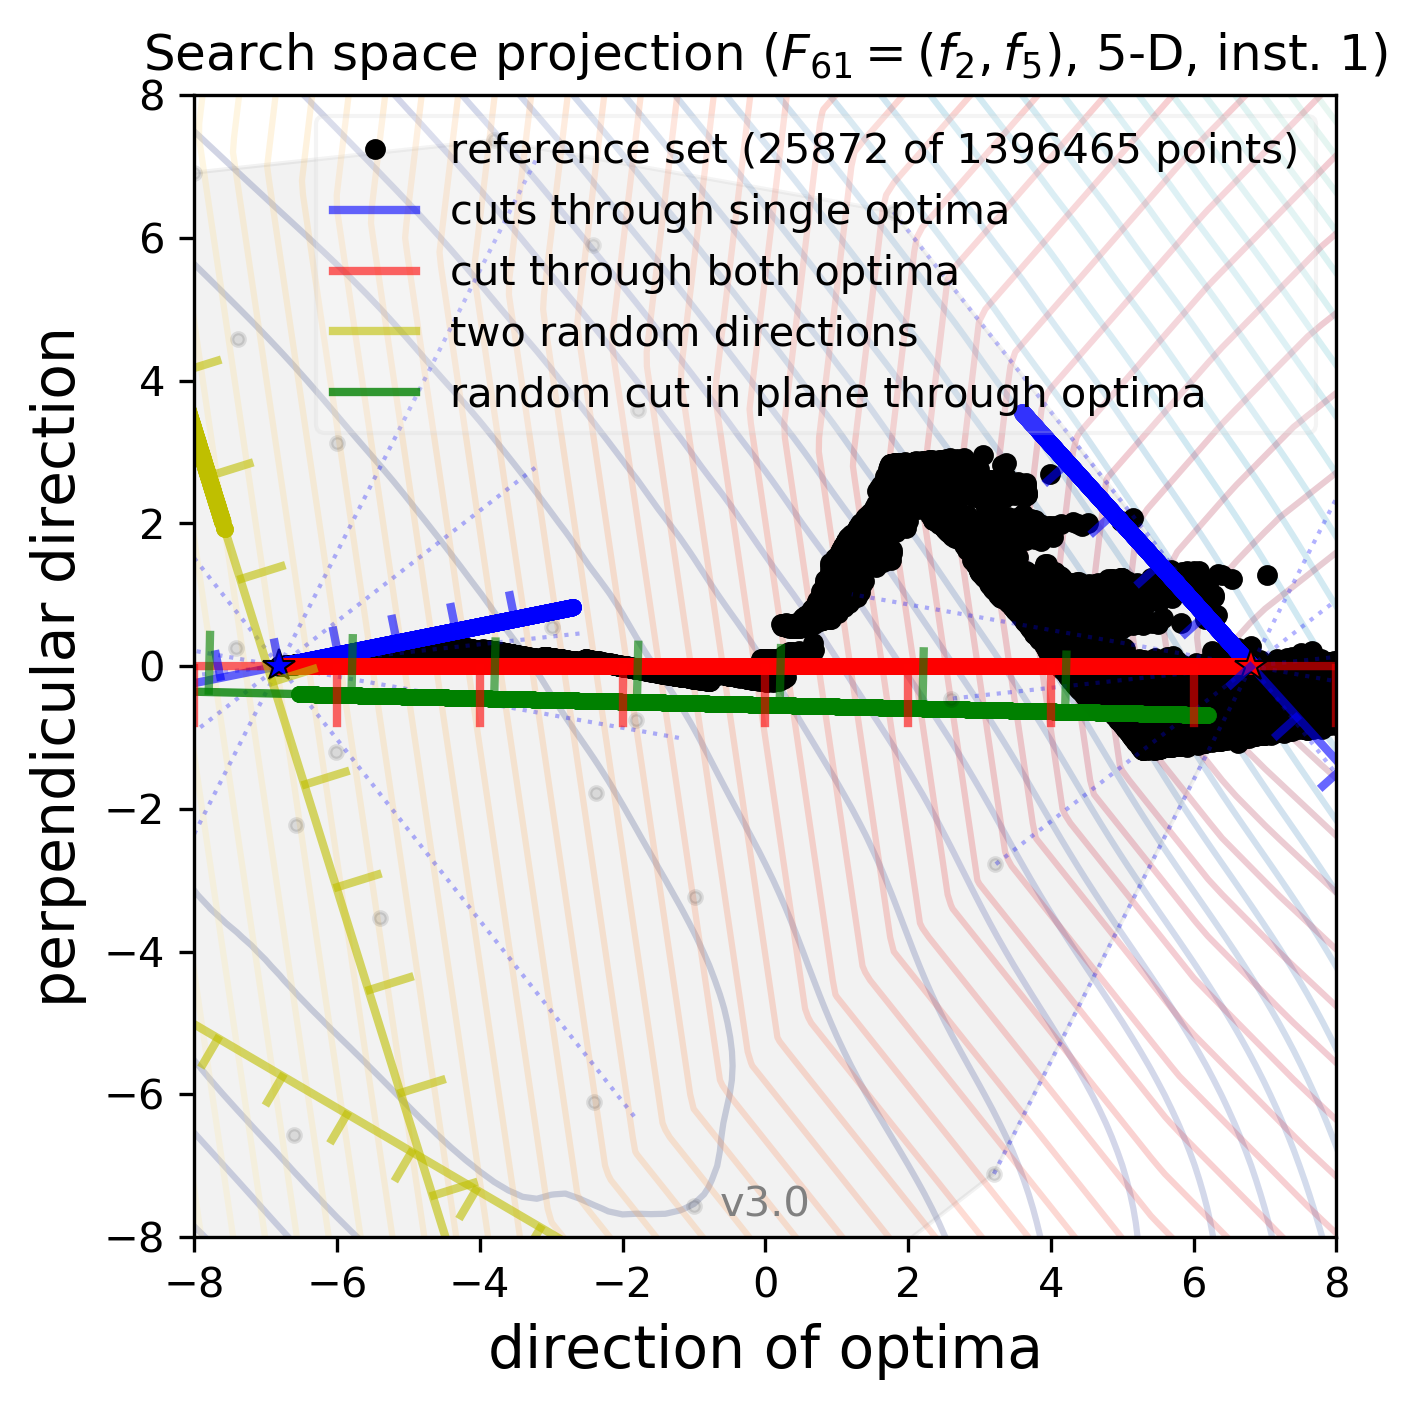 Search space projection (F₆₁ = (f₂, f₅), 5-D, inst. 1)
reference set (25872 of 1396465 points)
cuts through single optima
cut through both optima
two random directions
random cut in plane through optima
perpendicular direction
8
6
4
2
0
−2
−4
−6
−8
v3.0
−8 −6 −4 −2 0 2 4 6 8
direction of optima